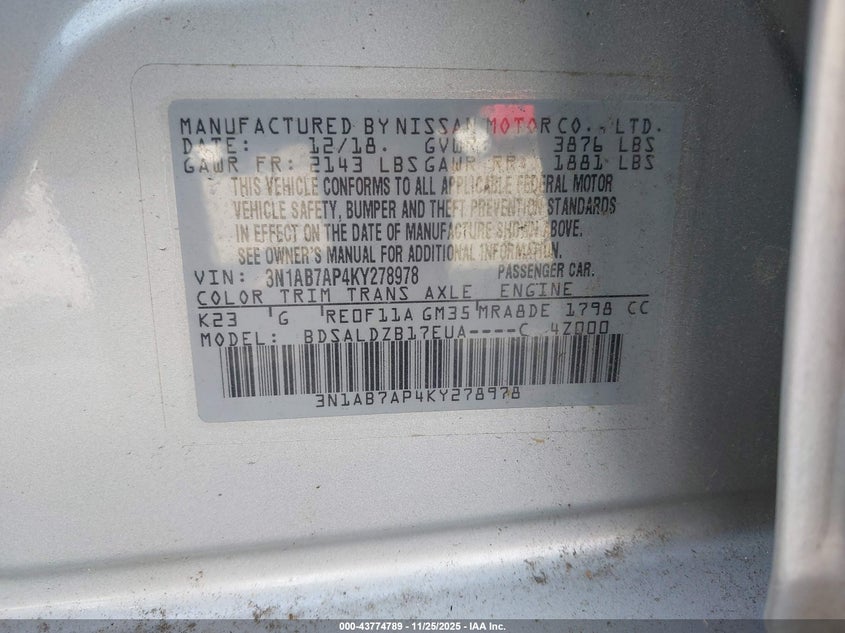 MANUFACTURED BY NISSAN MOTOR CO., LTD.
DATE: 12/18. GVWR: 3876 LBS
GAWR FR: 2143 LBS GAWR RR: 1881 LBS
THIS VEHICLE CONFORMS TO ALL APPLICABLE FEDERAL MOTOR
VEHICLE SAFETY, BUMPER AND THEFT PREVENTION STANDARDS
IN EFFECT ON THE DATE OF MANUFACTURE SHOWN ABOVE.
SEE OWNER'S MANUAL FOR ADDITIONAL INFORMATION.
VIN: 3N1AB7AP4KY278978 PASSENGER CAR.
COLOR TRIM TRANS AXLE ENGINE
K23 'G RE0F11A GM35 MRA8DE 1798 CC
MODEL: BDSALDZB17EUA----C 4Z000
3N1AB7AP4KY278978
000-43774789 - 11/25/2025 - IAA Inc.